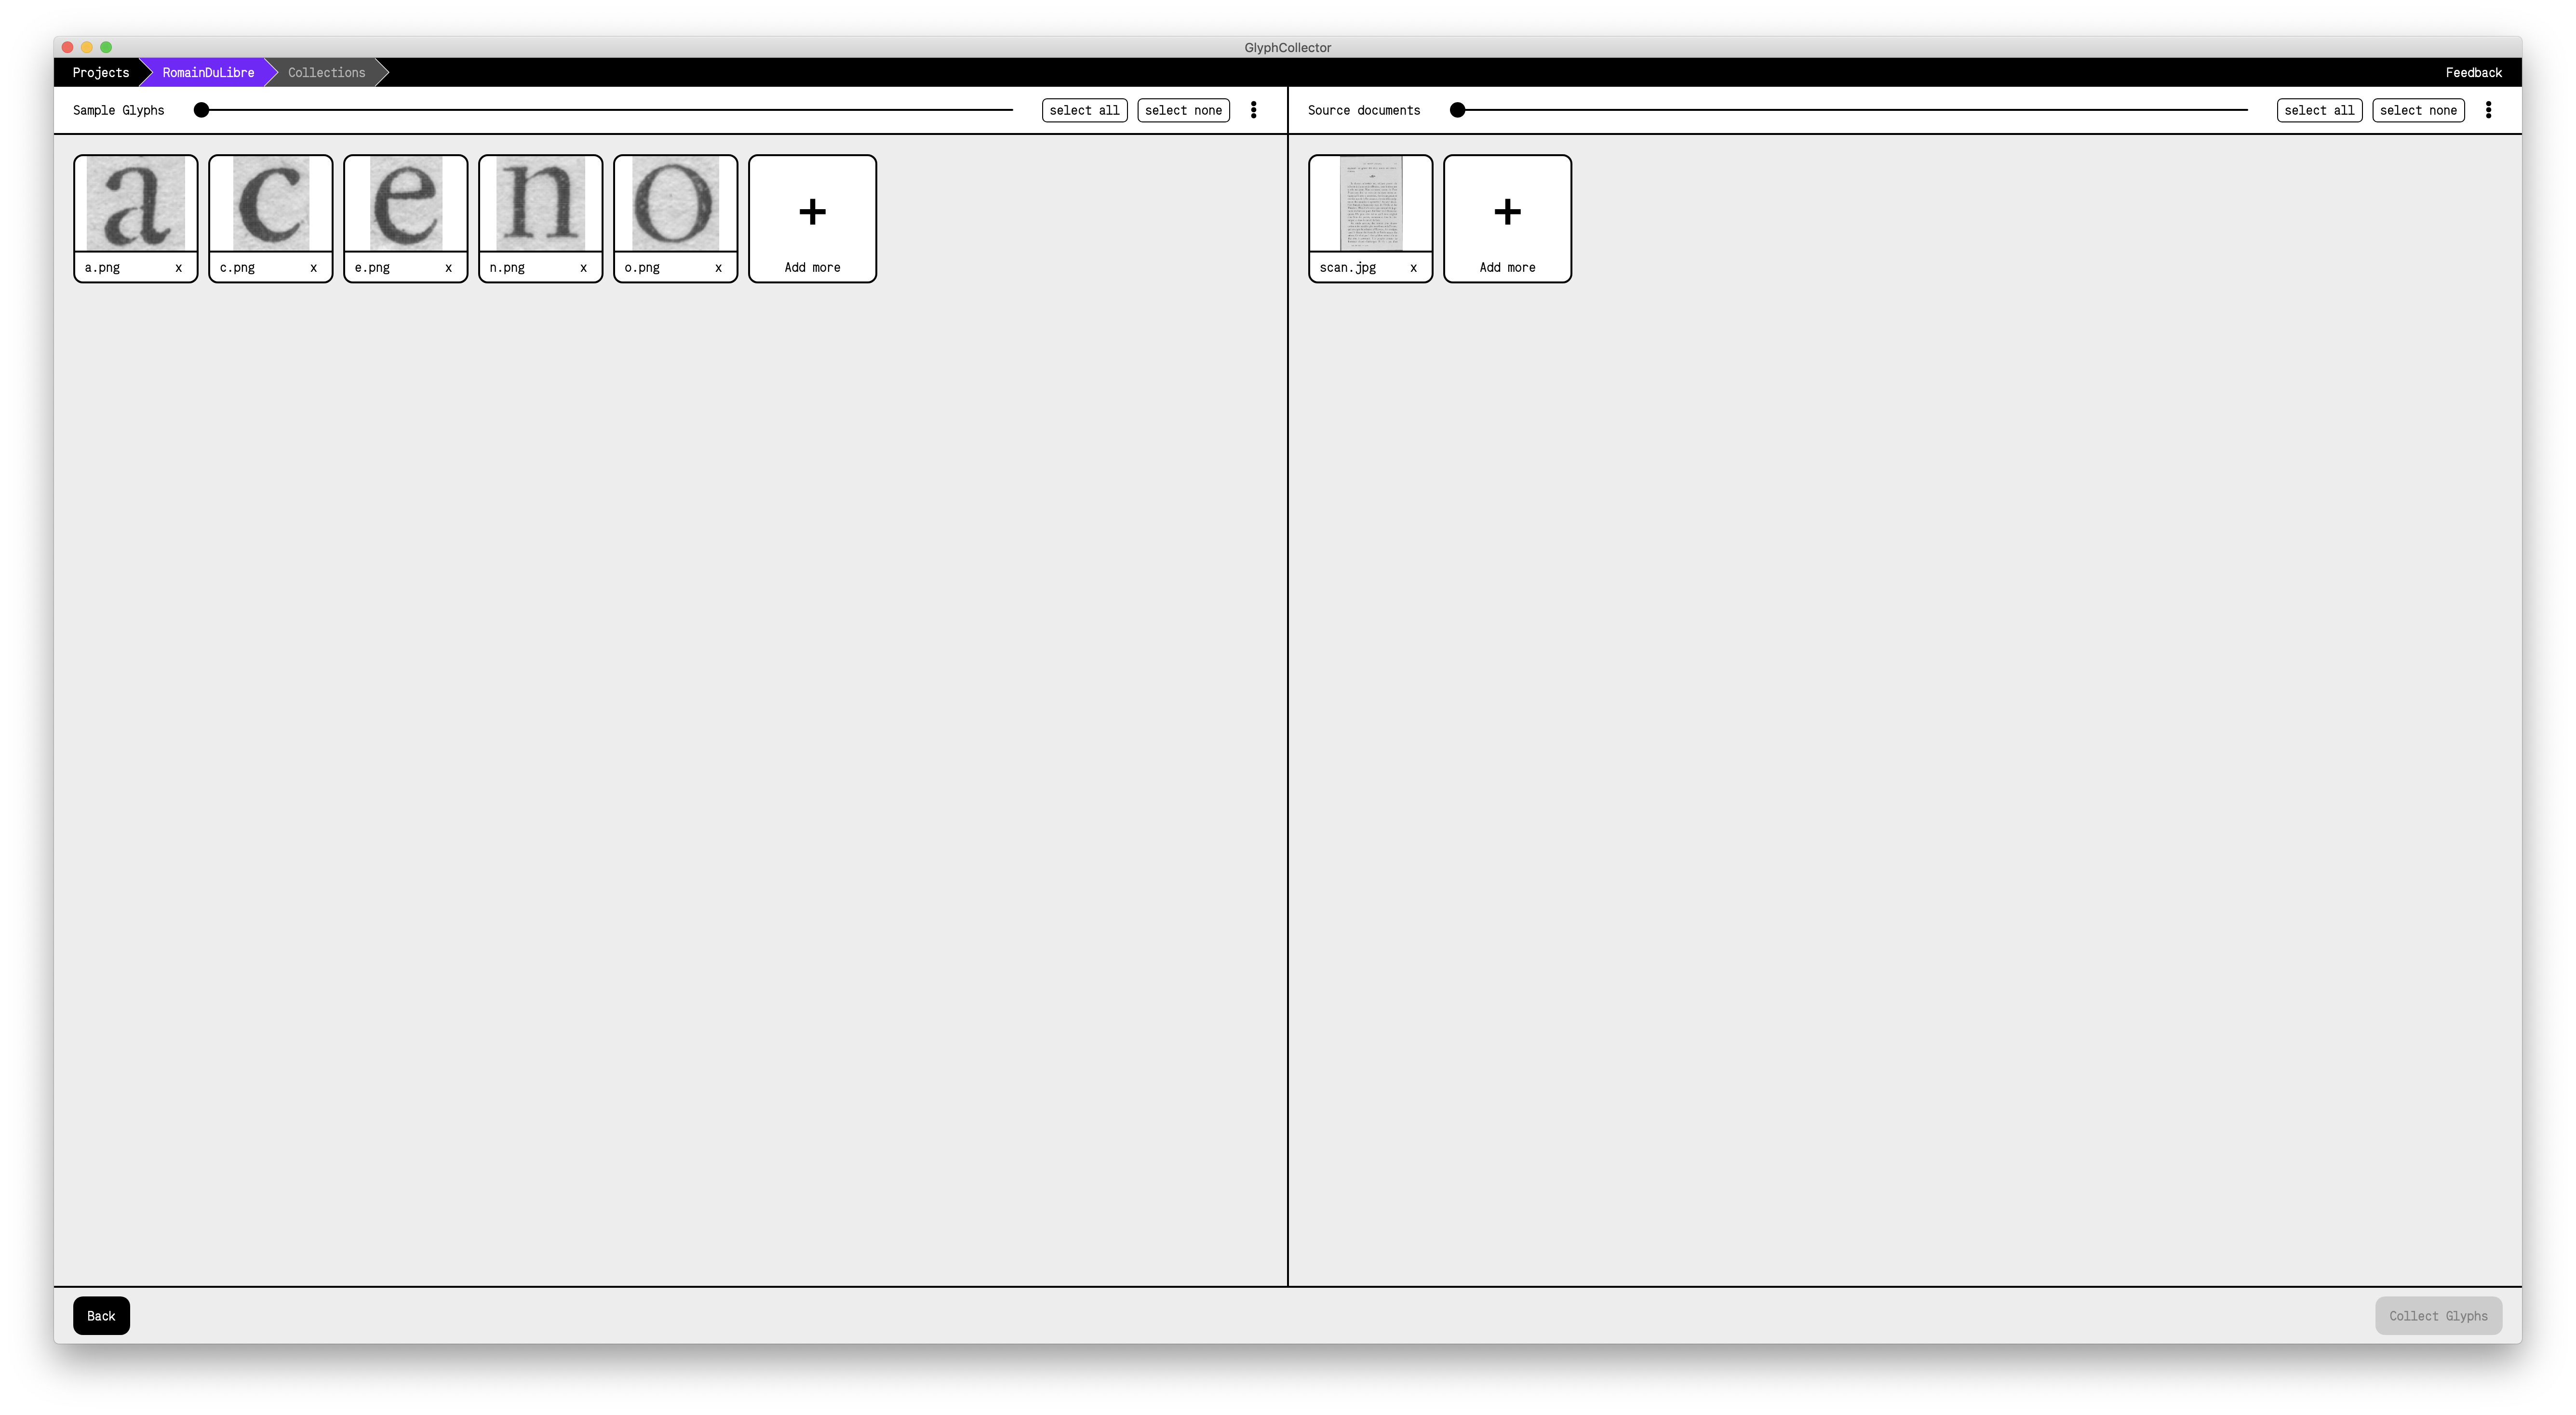 GlyphCollector
Projects RomainDuLibre Collections Feedback
Sample Glyphs select all select none
Source documents select all select none
a c e n o
a.png x c.png x e.png x n.png x o.png x + Add more
scan.jpg x + Add more
Back Collect Glyphs